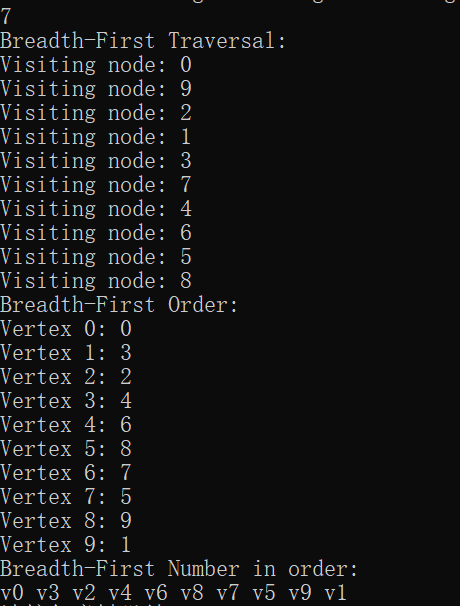 7
Breadth-First Traversal:
Visiting node: 0
Visiting node: 9
Visiting node: 2
Visiting node: 1
Visiting node: 3
Visiting node: 7
Visiting node: 4
Visiting node: 6
Visiting node: 5
Visiting node: 8
Breadth-First Order:
Vertex 0: 0
Vertex 1: 3
Vertex 2: 2
Vertex 3: 4
Vertex 4: 6
Vertex 5: 8
Vertex 6: 7
Vertex 7: 5
Vertex 8: 9
Vertex 9: 1
Breadth-First Number in order:
v0 v3 v2 v4 v6 v8 v7 v5 v9 v1